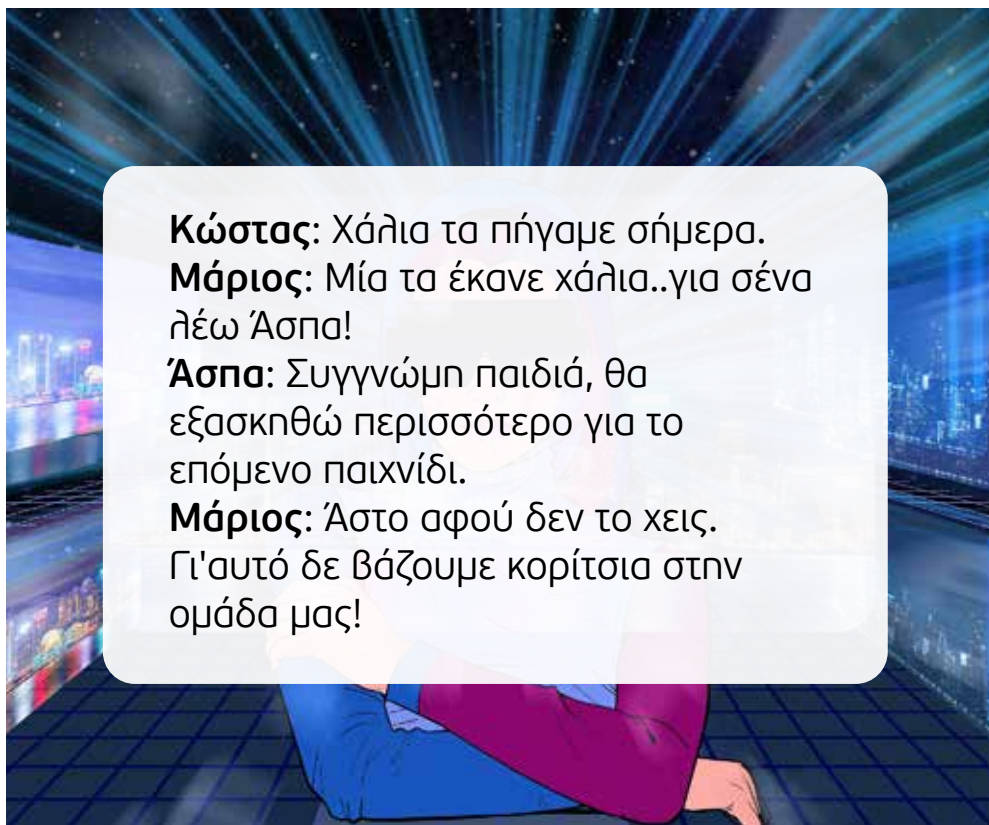 Κώστας: Χάλια τα πήγαμε σήμερα.
Μάριος: Μία τα έκανε χάλια..για σένα
λέω Άσπα!
Άσπα: Συγγνώμη παιδιά, θα
εξασκηθώ περισσότερο για το
επόμενο παιχνίδι.
Μάριος: Άστο αφού δεν το χεις.
Γι'αυτό δε βάζουμε κορίτσια στην
ομάδα μας!